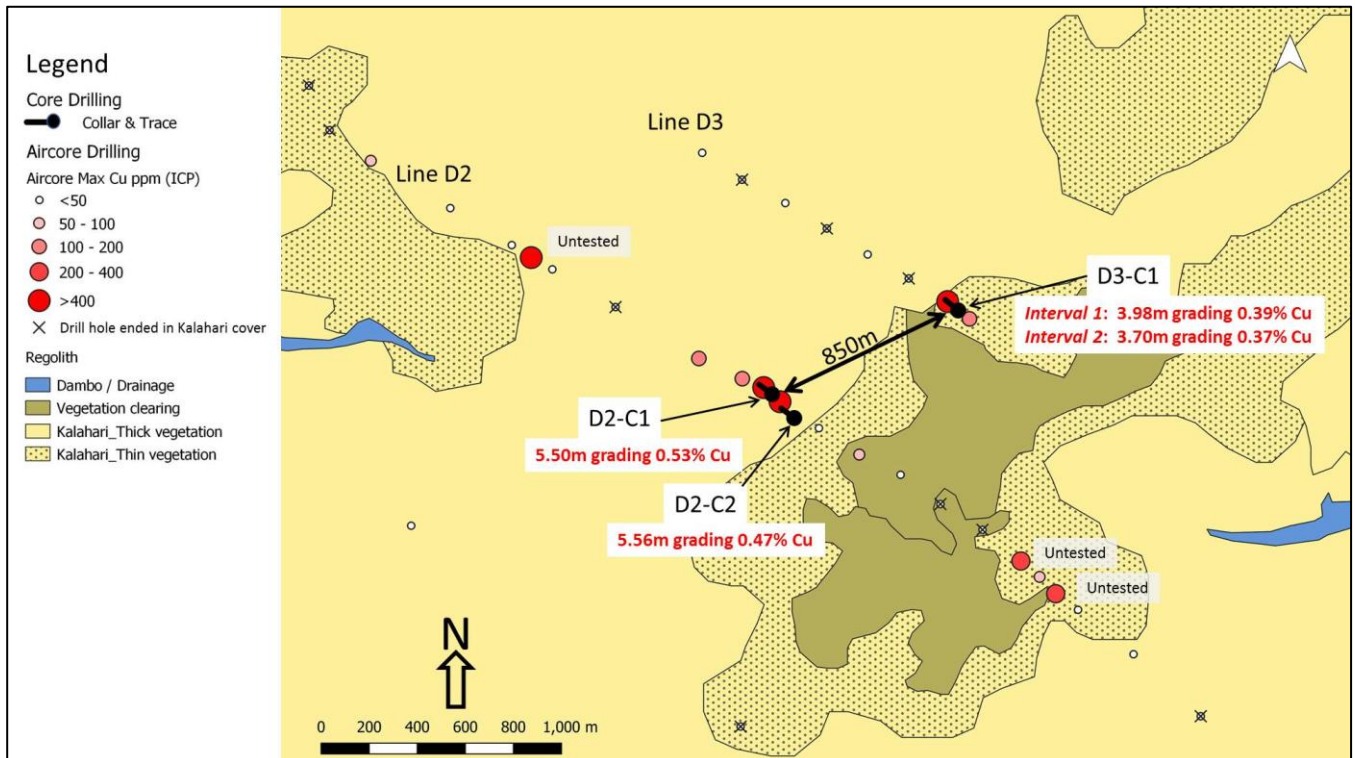 Legend
Core Drilling
Collar & Trace
Aircore Drilling
Aircore Max Cu ppm (ICP)
<50
50 - 100
100 - 200
200 - 400
>400
Drill hole ended in Kalahari cover
Regolith
Dambo / Drainage
Vegetation clearing
Kalahari_Thick vegetation
Kalahari_Thin vegetation
Line D3
Line D2
Untested
D3-C1
Interval 1: 3.98m grading 0.39% Cu
Interval 2: 3.70m grading 0.37% Cu
850m
D2-C1
5.50m grading 0.53% Cu
D2-C2
5.56m grading 0.47% Cu
Untested
Untested
N
0 200 400 600 800 1,000 m